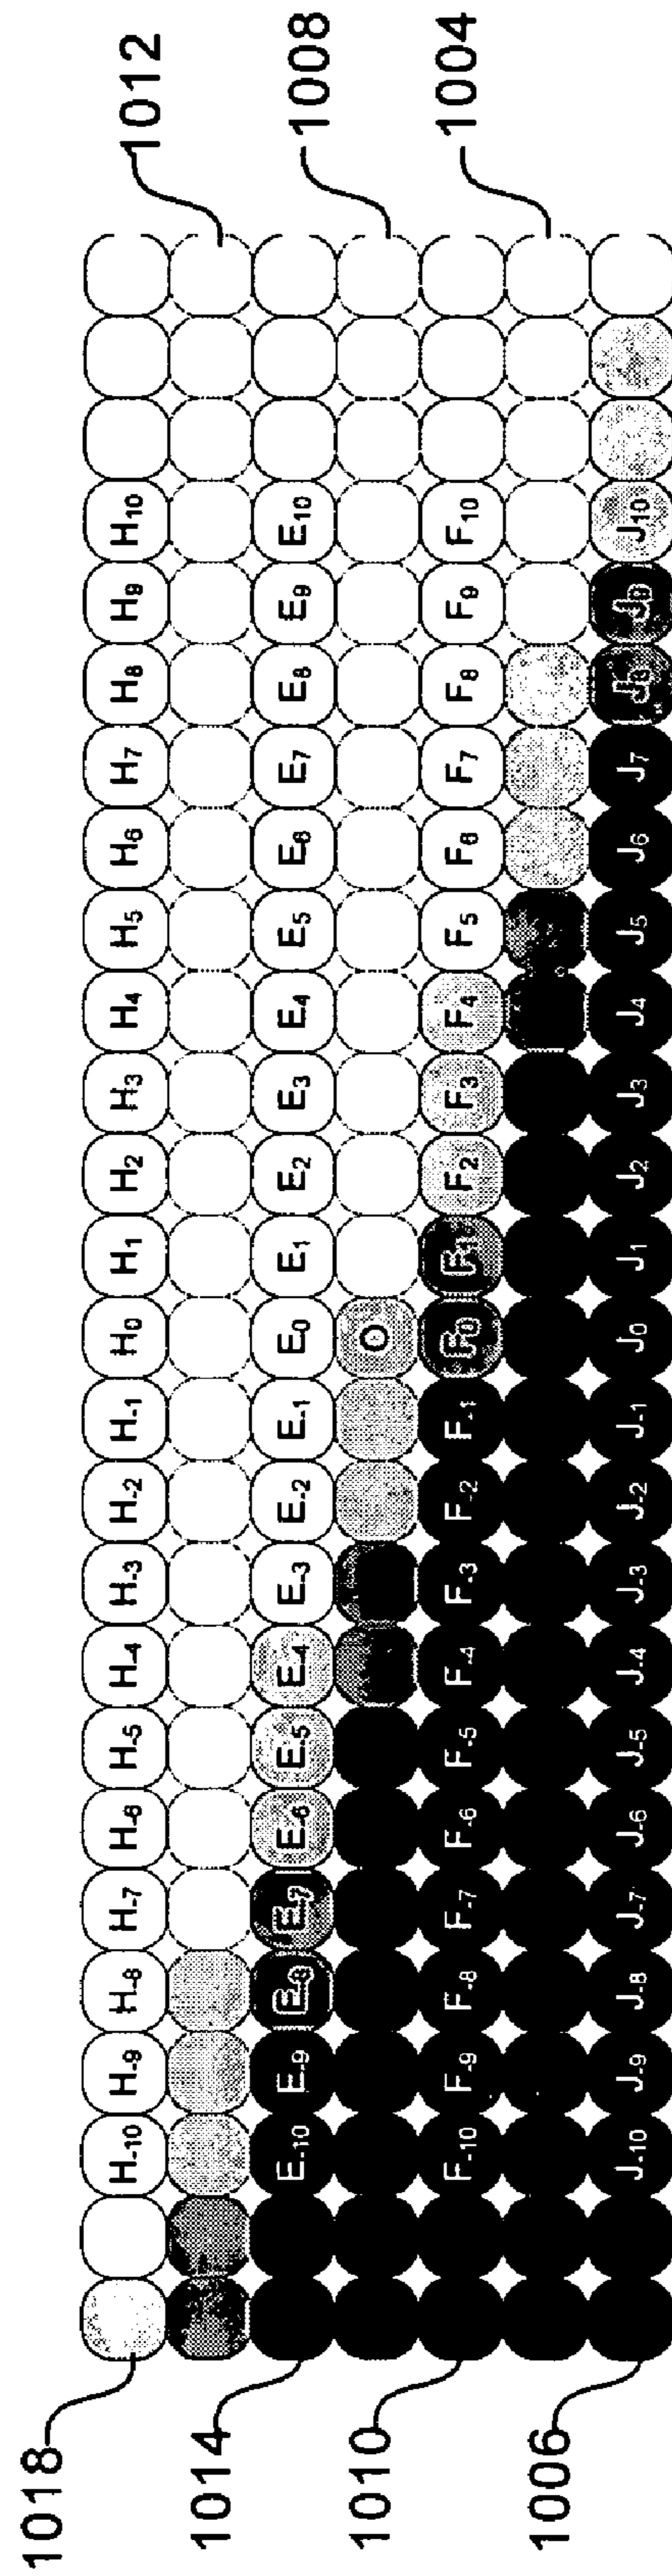 1018
H₋₁₀ H₋₉ H₋₈ H₋₇ H₋₆ H₋₅ H₋₄ H₋₃ H₋₂ H₋₁ H₀ H₁ H₂ H₃ H₄ H₅ H₆ H₇ H₈ H₉ H₁₀
1012
1014
E₋₁₀ E₋₉ E₋₈ E₋₇ E₋₆ E₋₅ E₋₄ E₋₃ E₋₂ E₋₁ E₀ E₁ E₂ E₃ E₄ E₅ E₆ E₇ E₈ E₉ E₁₀
1008
1010
O
F₋₁₀ F₋₉ F₋₈ F₋₇ F₋₆ F₋₅ F₋₄ F₋₃ F₋₂ F₋₁ F₀ F₁ F₂ F₃ F₄ F₅ F₆ F₇ F₈ F₉ F₁₀
1004
1006
J₋₁₀ J₋₉ J₋₈ J₋₇ J₋₆ J₋₅ J₋₄ J₋₃ J₋₂ J₋₁ J₀ J₁ J₂ J₃ J₄ J₅ J₆ J₇ J₈ J₉ J₁₀